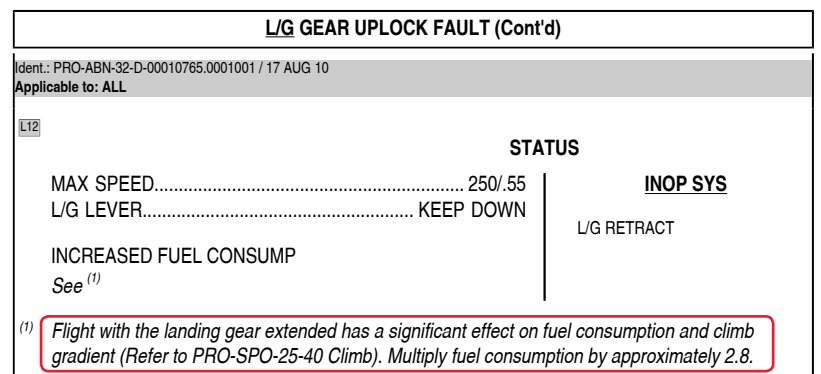 L/G GEAR UPLOCK FAULT (Cont'd)
Ident.: PRO-ABN-32-D-00010765.0001001 / 17 AUG 10
Applicable to: ALL
L12
STATUS
MAX SPEED................................................................ 250/.55
L/G LEVER........................................................ KEEP DOWN
INCREASED FUEL CONSUMP
See (1)
INOP SYS
L/G RETRACT
(1) Flight with the landing gear extended has a significant effect on fuel consumption and climb
gradient (Refer to PRO-SPO-25-40 Climb). Multiply fuel consumption by approximately 2.8.